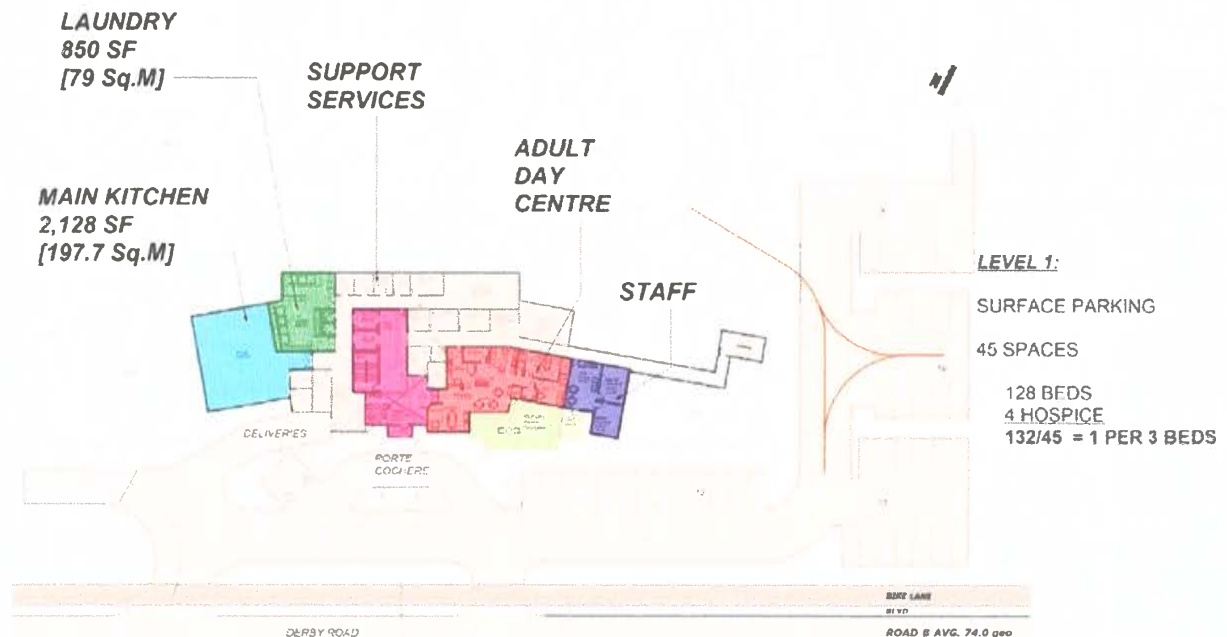 LAUNDRY
850 SF
[79 Sq.M]
SUPPORT
SERVICES
ADULT
DAY
CENTRE
MAIN KITCHEN
2,128 SF
[197.7 Sq.M]
STAFF
LEVEL 1:
SURFACE PARKING
45 SPACES
128 BEDS
4 HOSPICE
132/45 = 1 PER 3 BEDS
DELIVERIES
PORTE
COCHERE
BIKE LANE
BLVD
DERBY ROAD
ROAD B AVG. 74.0 geo